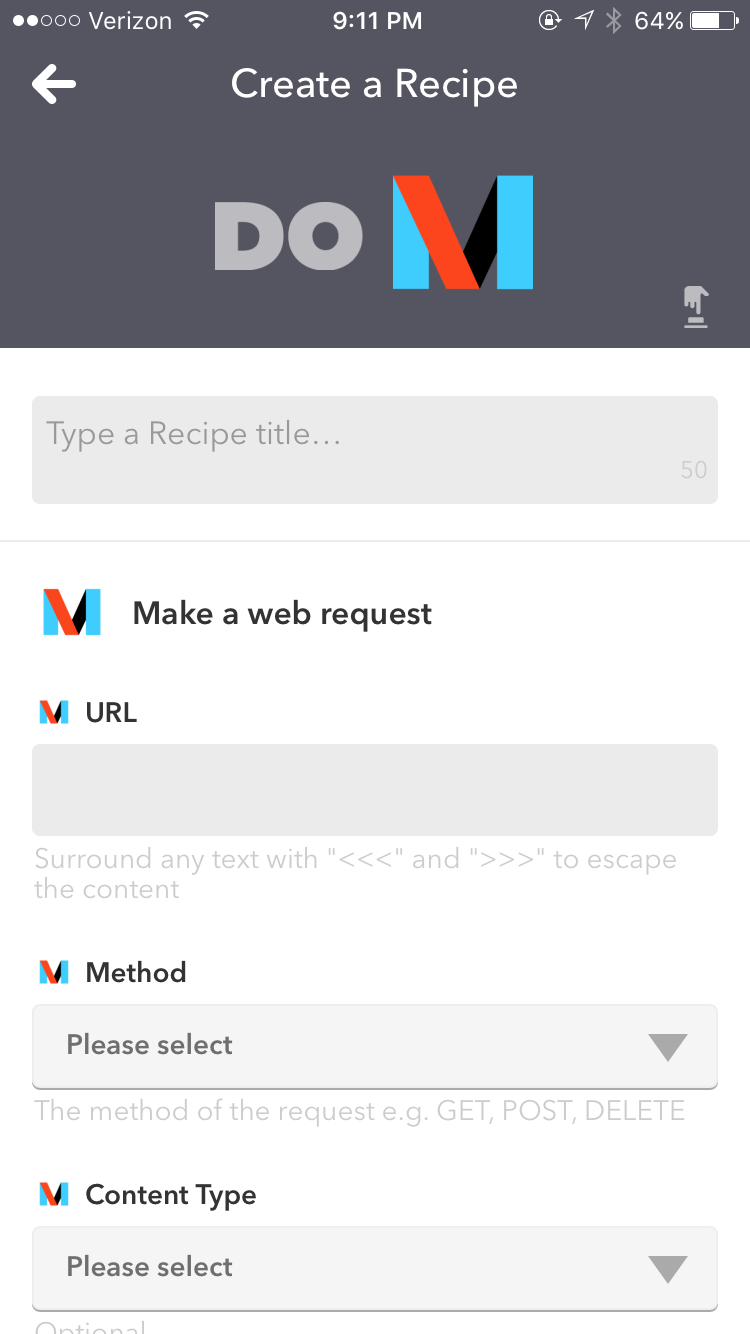 Verizon 9:11 PM 64%
Create a Recipe
DO M
Type a Recipe title...
50
Make a web request
URL
Surround any text with "<<<" and ">>>" to escape
the content
Method
Please select
The method of the request e.g. GET, POST, DELETE
Content Type
Please select
Optional